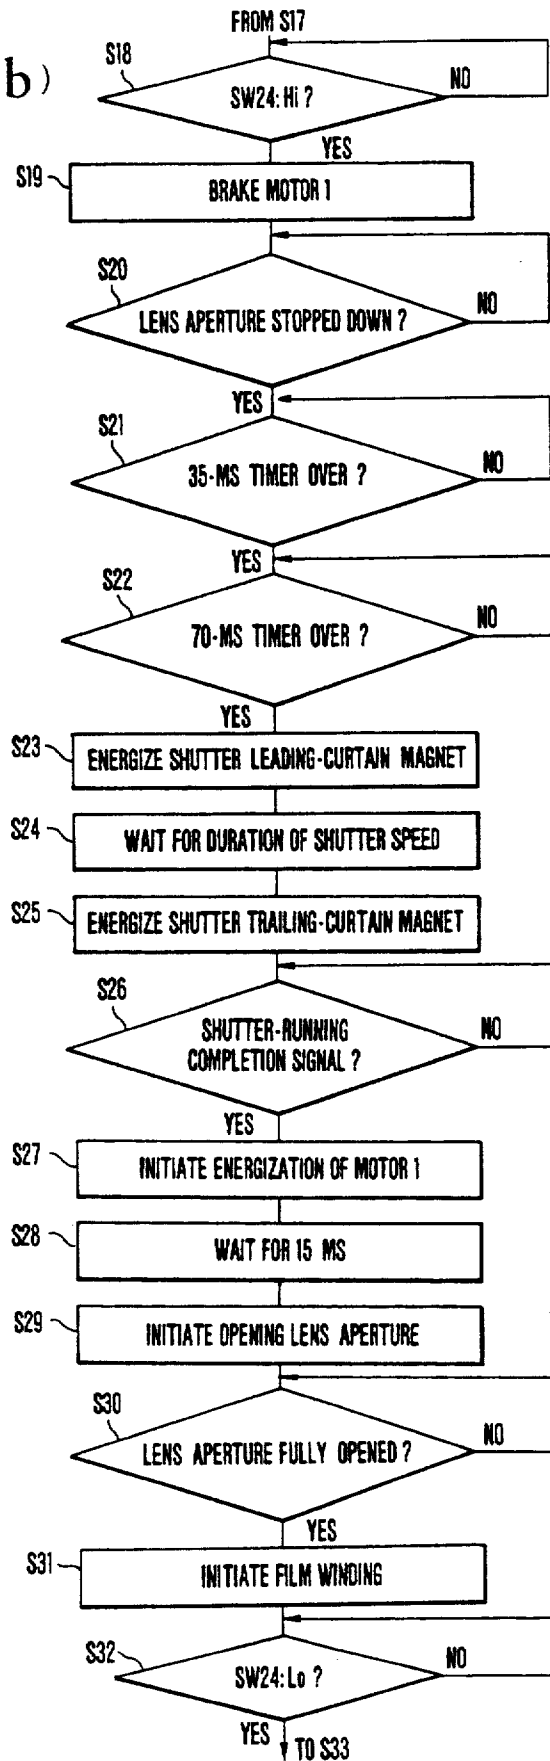 b)
FROM S17
S18
SW24: Hi ?
NO
YES
S19
BRAKE MOTOR 1
S20
LENS APERTURE STOPPED DOWN ?
NO
YES
S21
35-MS TIMER OVER ?
NO
YES
S22
70-MS TIMER OVER ?
NO
YES
S23
ENERGIZE SHUTTER LEADING-CURTAIN MAGNET
S24
WAIT FOR DURATION OF SHUTTER SPEED
S25
ENERGIZE SHUTTER TRAILING-CURTAIN MAGNET
S26
SHUTTER-RUNNING
COMPLETION SIGNAL ?
NO
YES
S27
INITIATE ENERGIZATION OF MOTOR 1
S28
WAIT FOR 15 MS
S29
INITIATE OPENING LENS APERTURE
S30
LENS APERTURE FULLY OPENED ?
NO
YES
S31
INITIATE FILM WINDING
S32
SW24: Lo ?
NO
YES
TO S33